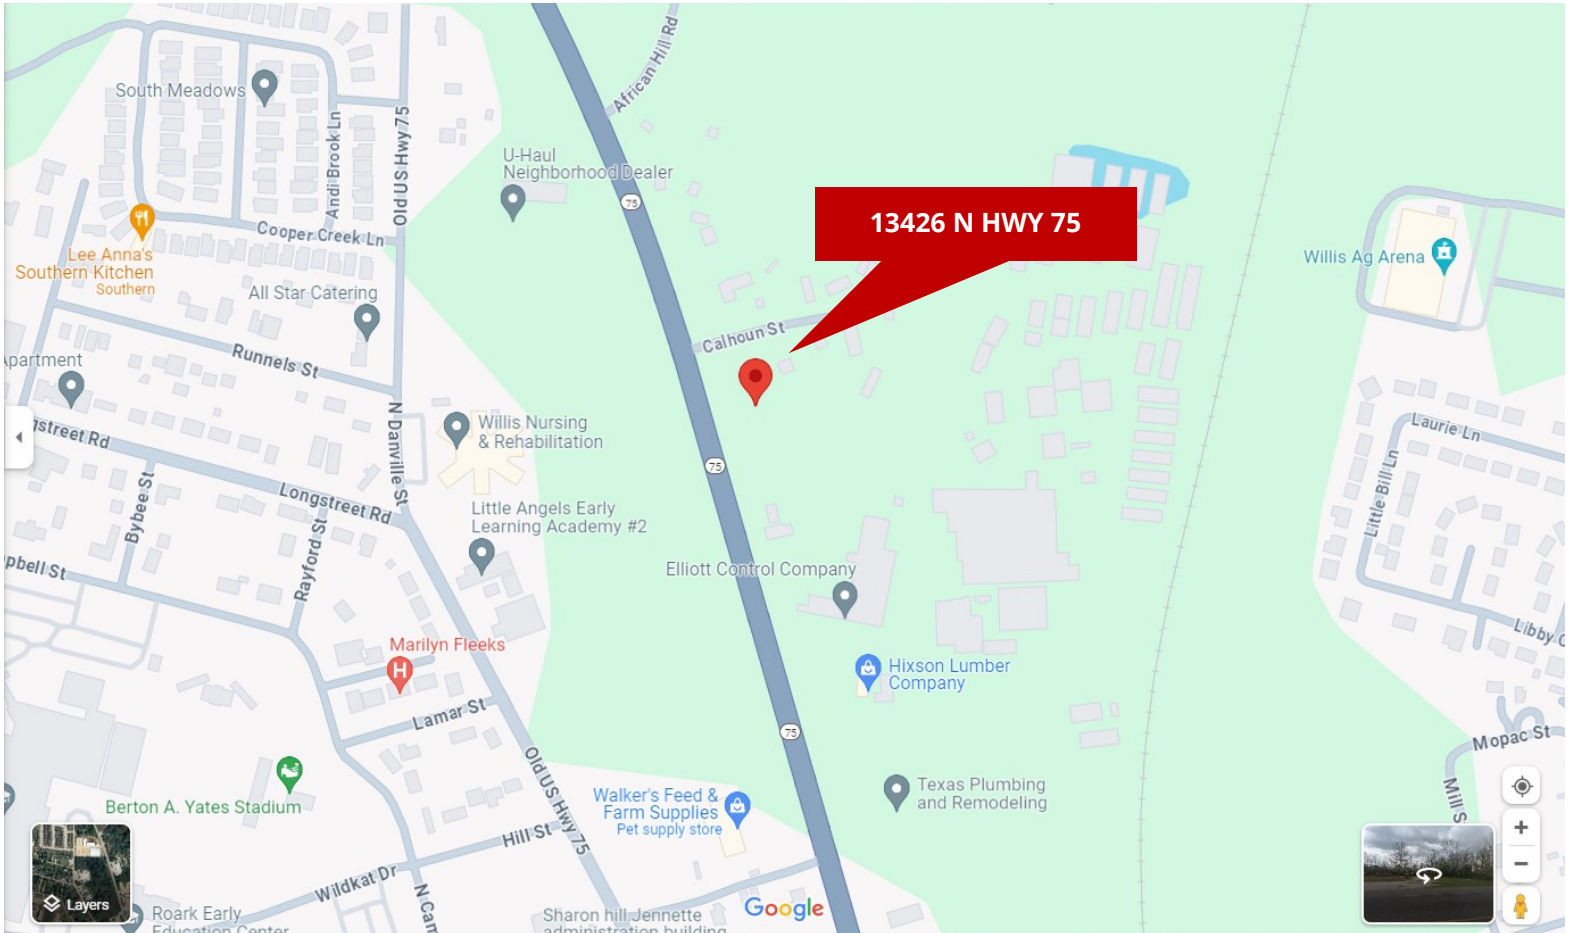 African Hill Rd
South Meadows
Old US Hwy 75
Andi Brook Ln
U-Haul
Neighborhood Dealer
75
13426 N HWY 75
Cooper Creek Ln
Lee Anna's
Southern Kitchen
Southern
Willis Ag Arena
All Star Catering
Calhoun St
Runnels St
N Danville St
Willis Nursing
& Rehabilitation
Laurie Ln
Little Bill Ln
75
Bybee St
Longstreet Rd
Rayford St
Little Angels Early
Learning Academy #2
Elliott Control Company
Marilyn Fleeks
H
Libby
Hixson Lumber
Company
Lamar St
75
Mopac St
Old US Hwy 75
Berton A. Yates Stadium
Walker's Feed &
Farm Supplies
Pet supply store
Texas Plumbing
and Remodeling
Mill S
Hill St
Wildkat Dr
N Cam
Layers
Google
Roark Early
Education Center
Sharon hill Jennette
administration building